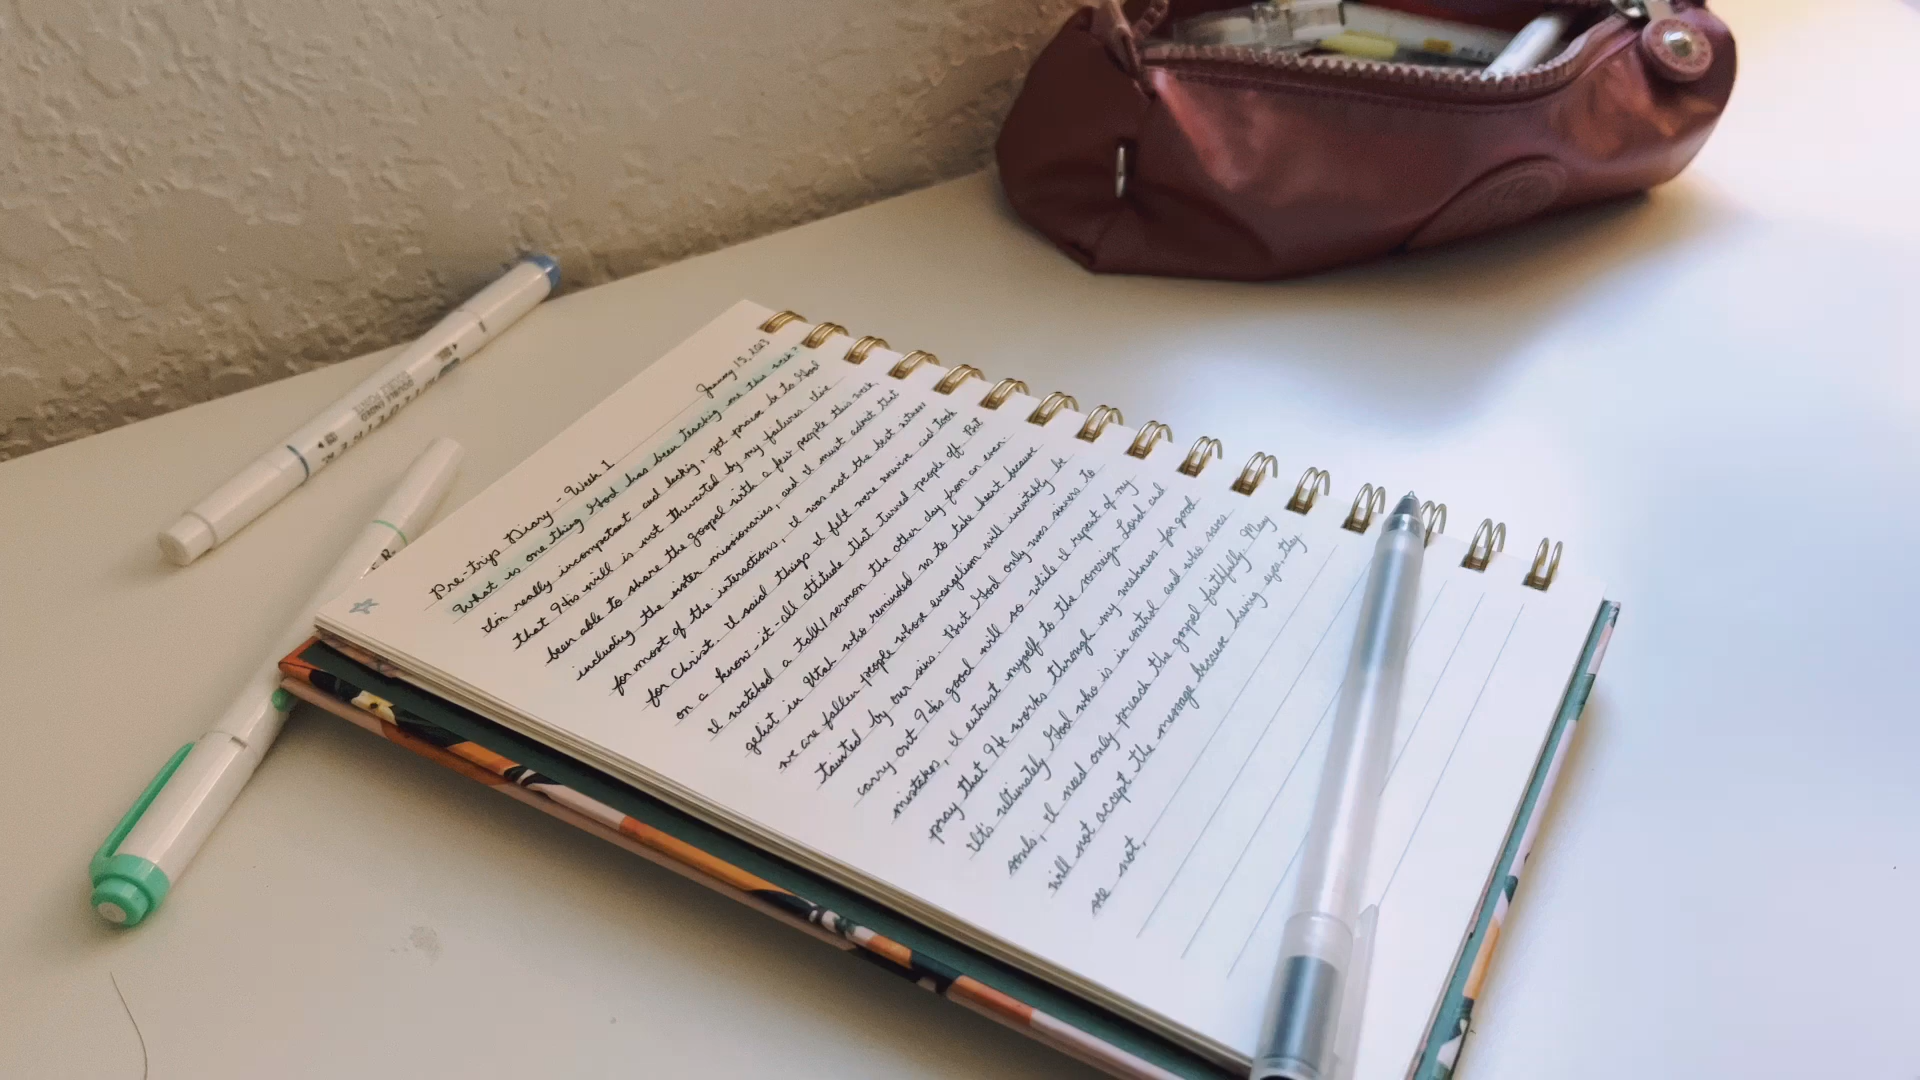 January 15, 2023
Pre-trip Diary - Week 1
What is one thing God has been teaching me this week?
I'm really incompetent and lacking, yet praise be to God
that His will is not thwarted by my failures. I've
been able to share the gospel with a few people this week,
including the sister missionaries, and I must admit that
for most of the interactions, I was not the best witness
for Christ. I said things I felt were unwise and took
on a know-it-all attitude that turned people off. But
I watched a talk/sermon the other day from an evan-
gelist in Utah who reminded us to take heart because
we are fallen people whose evangelism will inevitably be
tainted by our sins. But God only uses sinners to
carry out His good will so while I repent of my
mistakes, I entrust myself to the sovereign Lord and
pray that He works through my weakness for good.
It's ultimately God who is in control and who saves
souls; I need only preach the gospel faithfully. Many
will not accept the message because having eyes, they
see not,